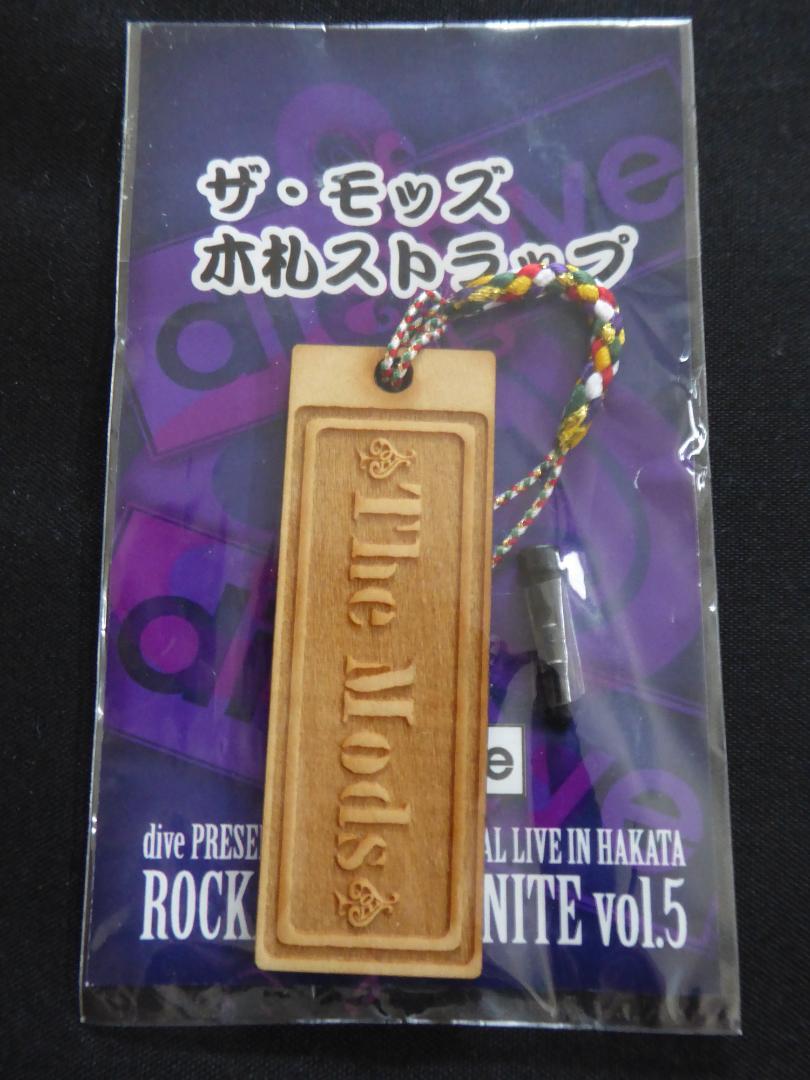 ザ・モッズ
木札ストラップ
The Mods
dive PRESE AL LIVE IN HAKATA
ROCK NITE vol.5